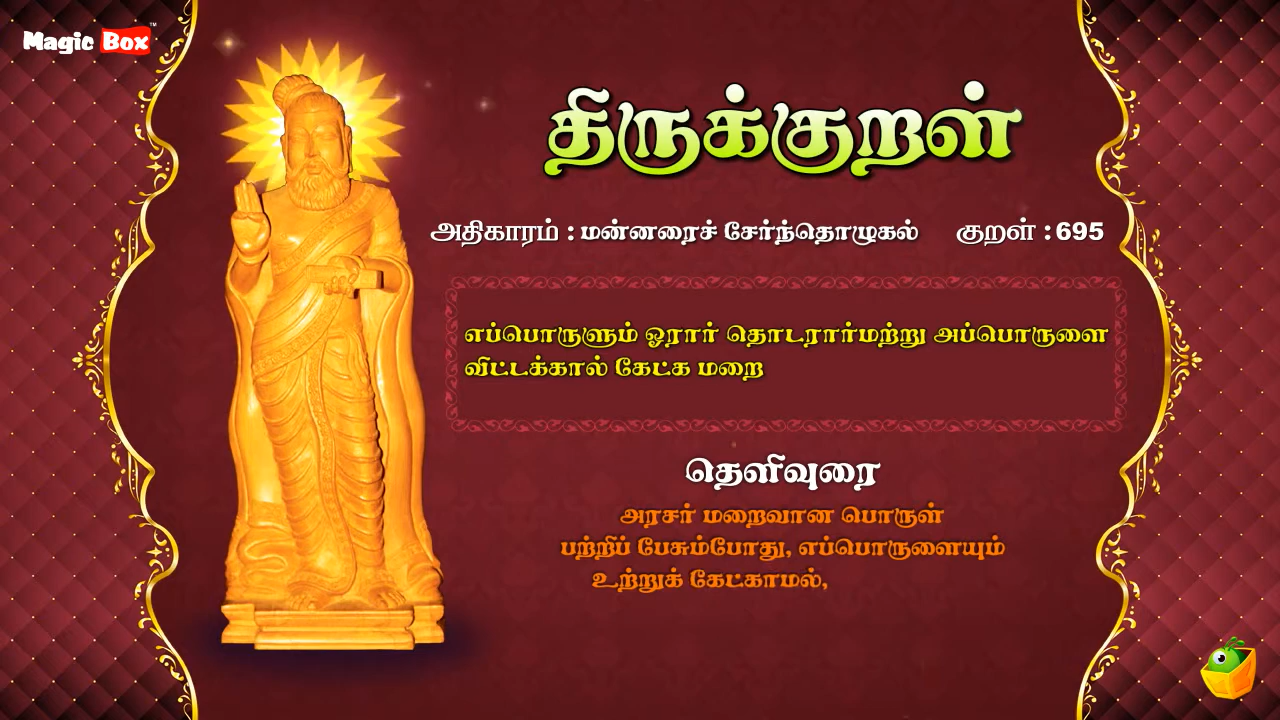 Magic Box™
திருக்குறள்
அதிகாரம் : மன்னரைச் சேர்ந்தொழுகல் குறள் : 695
எப்பொருளும் ஓரார் தொடரார்மற்று அப்பொருளை
விட்டக்கால் கேட்க மறை
தெளிவுரை
அரசர் மறைவான பொருள்
பற்றிப் பேசும்போது, எப்பொருளையும்
உற்றுக் கேட்காமல்,